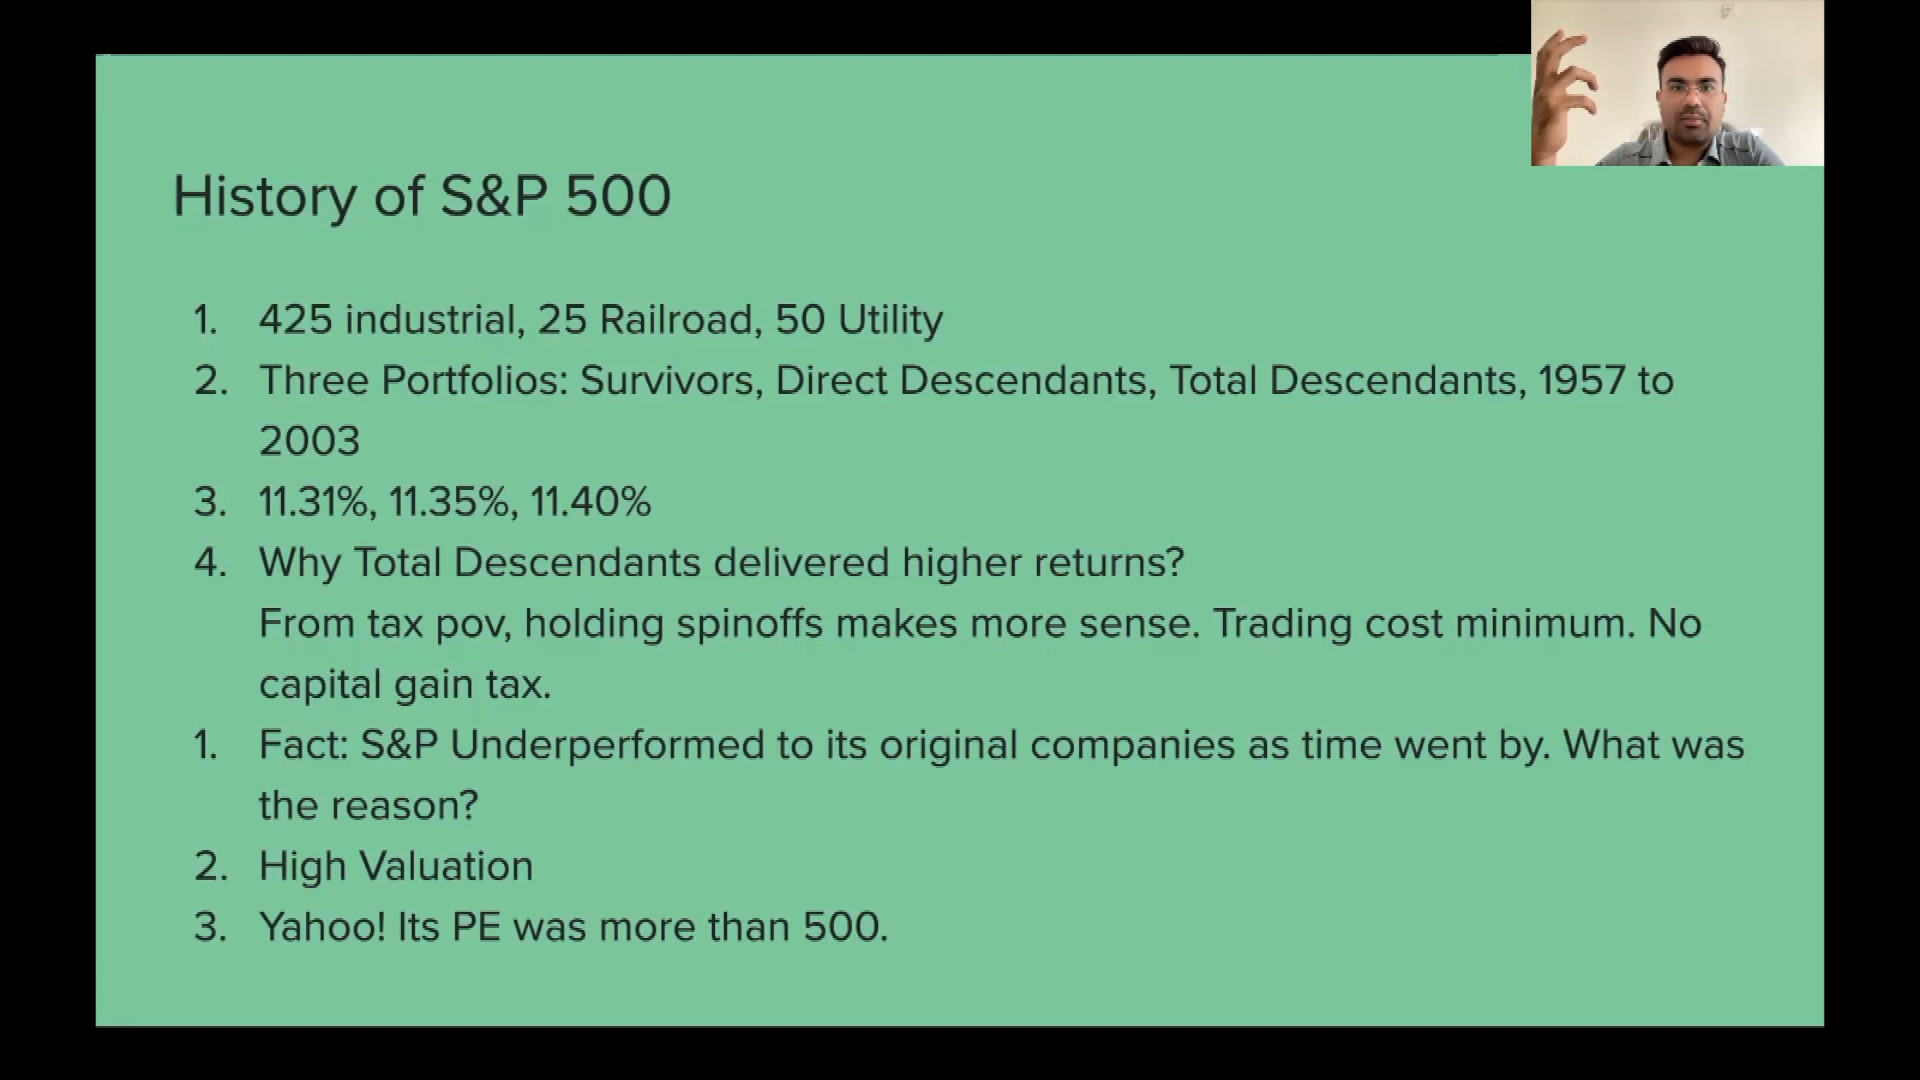 History of S&P 500
1. 425 industrial, 25 Railroad, 50 Utility
2. Three Portfolios: Survivors, Direct Descendants, Total Descendants, 1957 to
2003
3. 11.31%, 11.35%, 11.40%
4. Why Total Descendants delivered higher returns?
From tax pov, holding spinoffs makes more sense. Trading cost minimum. No
capital gain tax.
1. Fact: S&P Underperformed to its original companies as time went by. What was
the reason?
2. High Valuation
3. Yahoo! Its PE was more than 500.